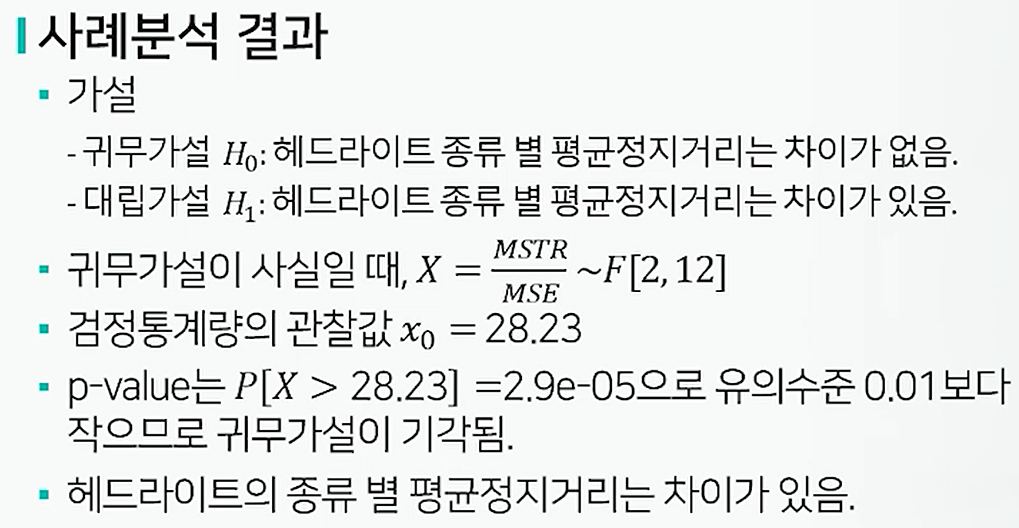 사례분석 결과
▪ 가설
- 귀무가설 H₀: 헤드라이트 종류 별 평균정지거리는 차이가 없음.
- 대립가설 H₁: 헤드라이트 종류 별 평균정지거리는 차이가 있음.
▪ 귀무가설이 사실일 때, X = MSTR/MSE ~F[2, 12]
▪ 검정통계량의 관찰값 x₀ = 28.23
▪ p-value는 P[X > 28.23] =2.9e-05으로 유의수준 0.01보다
작으므로 귀무가설이 기각됨.
▪ 헤드라이트의 종류 별 평균정지거리는 차이가 있음.